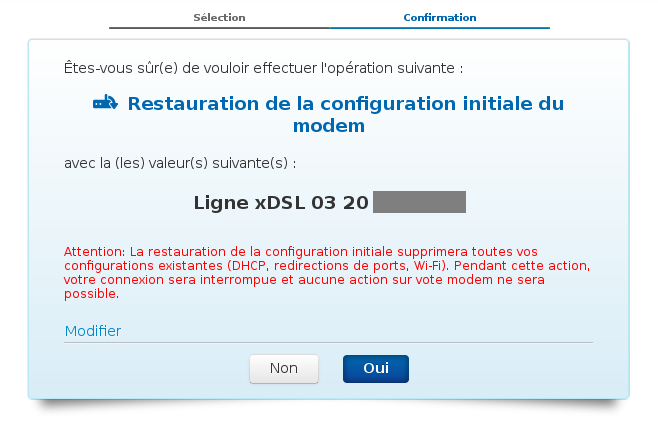 Sélection
Confirmation
Êtes-vous sûr(e) de vouloir effectuer l'opération suivante :
Restauration de la configuration initiale du
modem
avec la (les) valeur(s) suivante(s) :
Ligne xDSL 03 20
Attention: La restauration de la configuration initiale supprimera toutes vos
configurations existantes (DHCP, redirections de ports, Wi-Fi). Pendant cette action,
votre connexion sera interrompue et aucune action sur vote modem ne sera
possible.
Modifier
Non
Oui